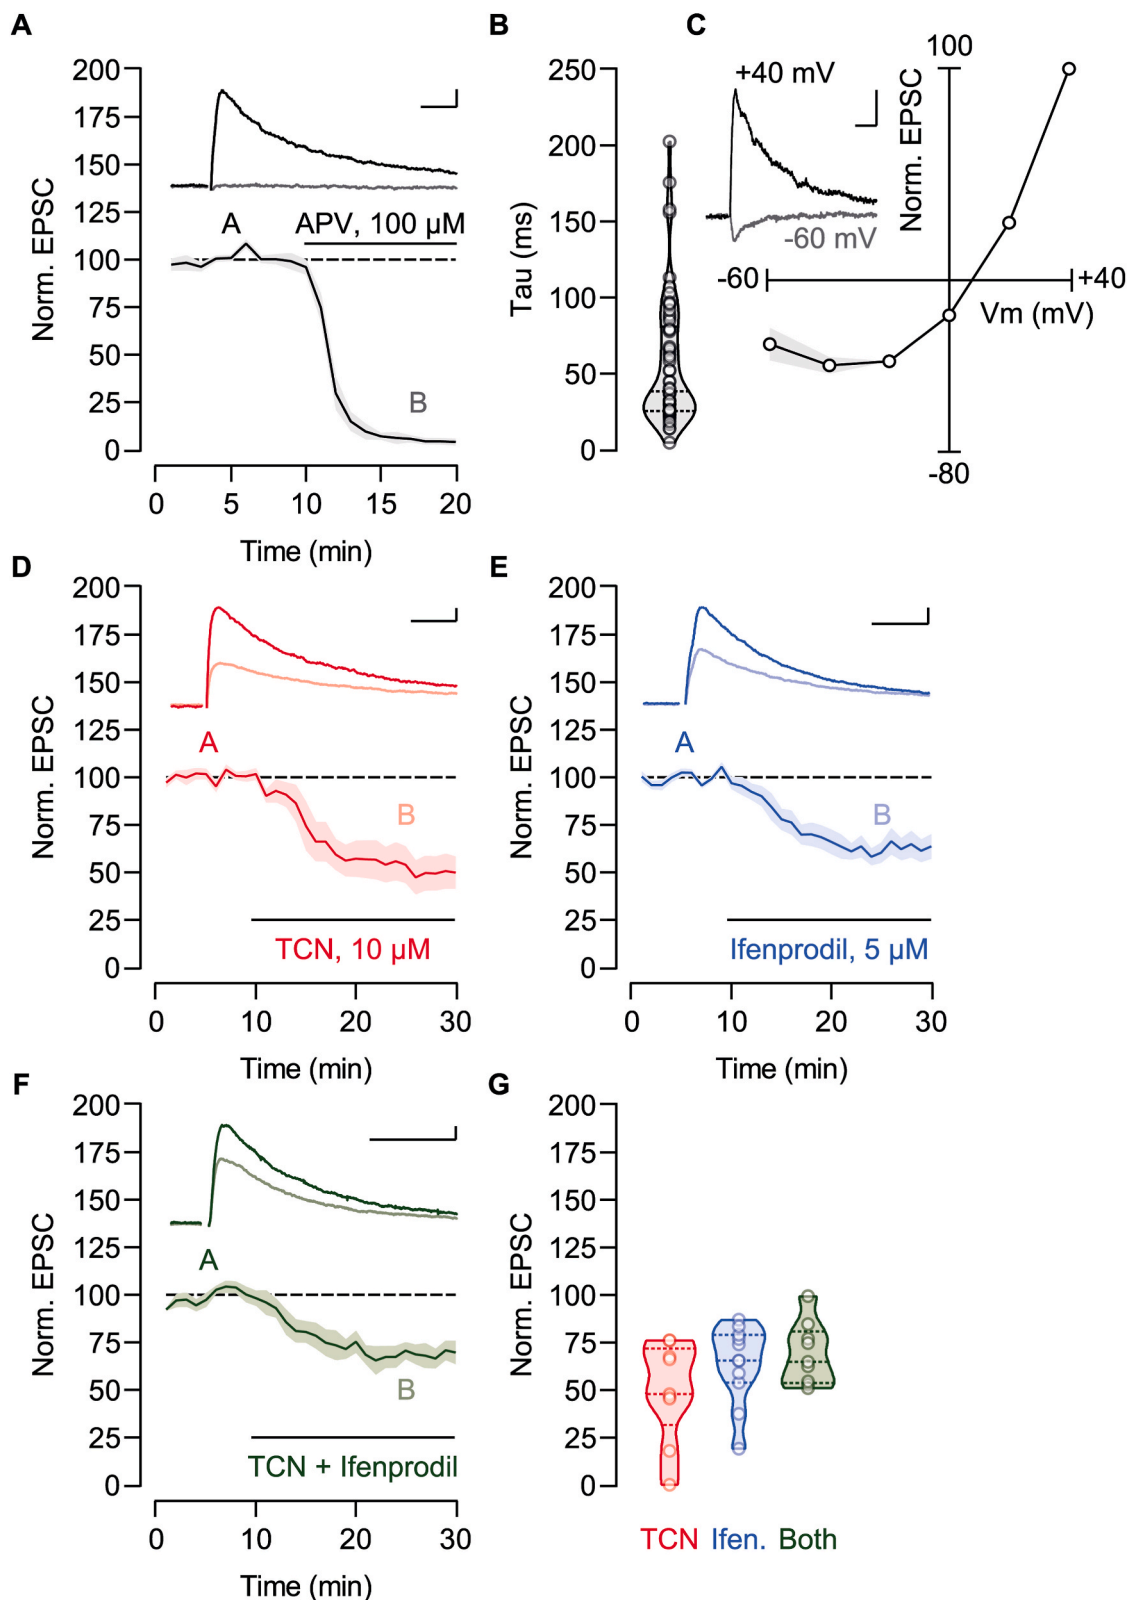 A
200
175
150
125
100
75
50
25
0
Norm. EPSC
A
APV, 100 µM
B
0 5 10 15 20
Time (min)
B
250
200
150
100
50
0
Tau (ms)
C
+40 mV
-60 mV
100
Norm. EPSC
-60
+40
Vm (mV)
-80
D
200
175
150
125
100
75
50
25
0
Norm. EPSC
A
B
TCN, 10 µM
0 10 20 30
Time (min)
E
200
175
150
125
100
75
50
25
0
Norm. EPSC
A
B
Ifenprodil, 5 µM
0 10 20 30
Time (min)
F
200
175
150
125
100
75
50
25
0
Norm. EPSC
A
B
TCN + Ifenprodil
0 10 20 30
Time (min)
G
200
175
150
125
100
75
50
25
0
Norm. EPSC
TCN Ifen. Both